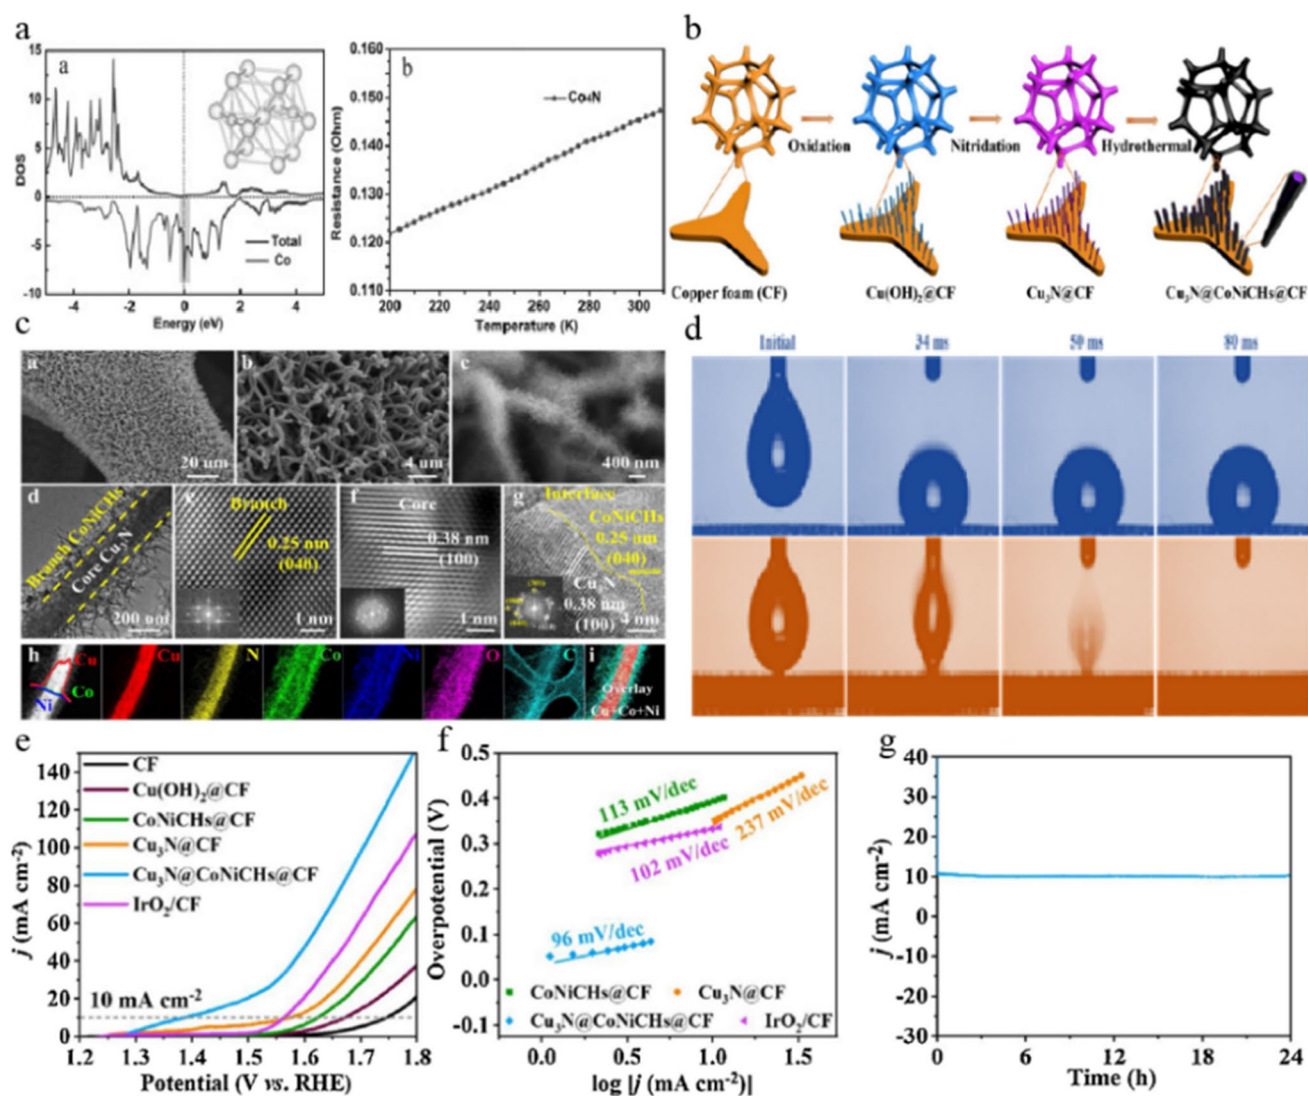 a
a
15
10
5
0
-5
-10
DOS
-4
-2
0
2
4
Energy (eV)
Total
Co
b
0.160
0.150
0.140
0.130
0.120
0.110
Resistance (Ohm)
Co₄N
200
220
240
260
280
300
Temperature (K)
b
Oxidation
Nitridation
Hydrothermal
Copper foam (CF)
Cu(OH)₂@CF
Cu₃N@CF
Cu₃N@CoNiCHs@CF
c
a
20 um
b
4 um
c
400 nm
d
Branch CoNiCHs
Core Cu₃N
200 nm
e
Branch
0.25 nm
(040)
1 nm
f
Core
0.38 nm
(100)
1 nm
g
Interface
CoNiCHs
0.25 nm
(040)
Cu₃N
0.38 nm
(100)
4 nm
h
Cu
Co
Ni
Cu
N
Co
Ni
O
C
i
Overlay
Cu+Co+Ni
d
Initial
34 ms
50 ms
80 ms
e
140
120
100
80
60
40
20
0
j (mA cm⁻²)
CF
Cu(OH)₂@CF
CoNiCHs@CF
Cu₃N@CF
Cu₃N@CoNiCHs@CF
IrO₂/CF
10 mA cm⁻²
1.2
1.3
1.4
1.5
1.6
1.7
1.8
Potential (V vs. RHE)
f
0.5
0.4
0.3
0.2
0.1
0.0
-0.1
Overpotential (V)
113 mV/dec
237 mV/dec
102 mV/dec
96 mV/dec
CoNiCHs@CF
Cu₃N@CF
Cu₃N@CoNiCHs@CF
IrO₂/CF
0.0
0.5
1.0
1.5
log |j (mA cm⁻²)|
g
40
30
20
10
0
-10
-20
-30
j (mA cm⁻²)
0
6
12
18
24
Time (h)